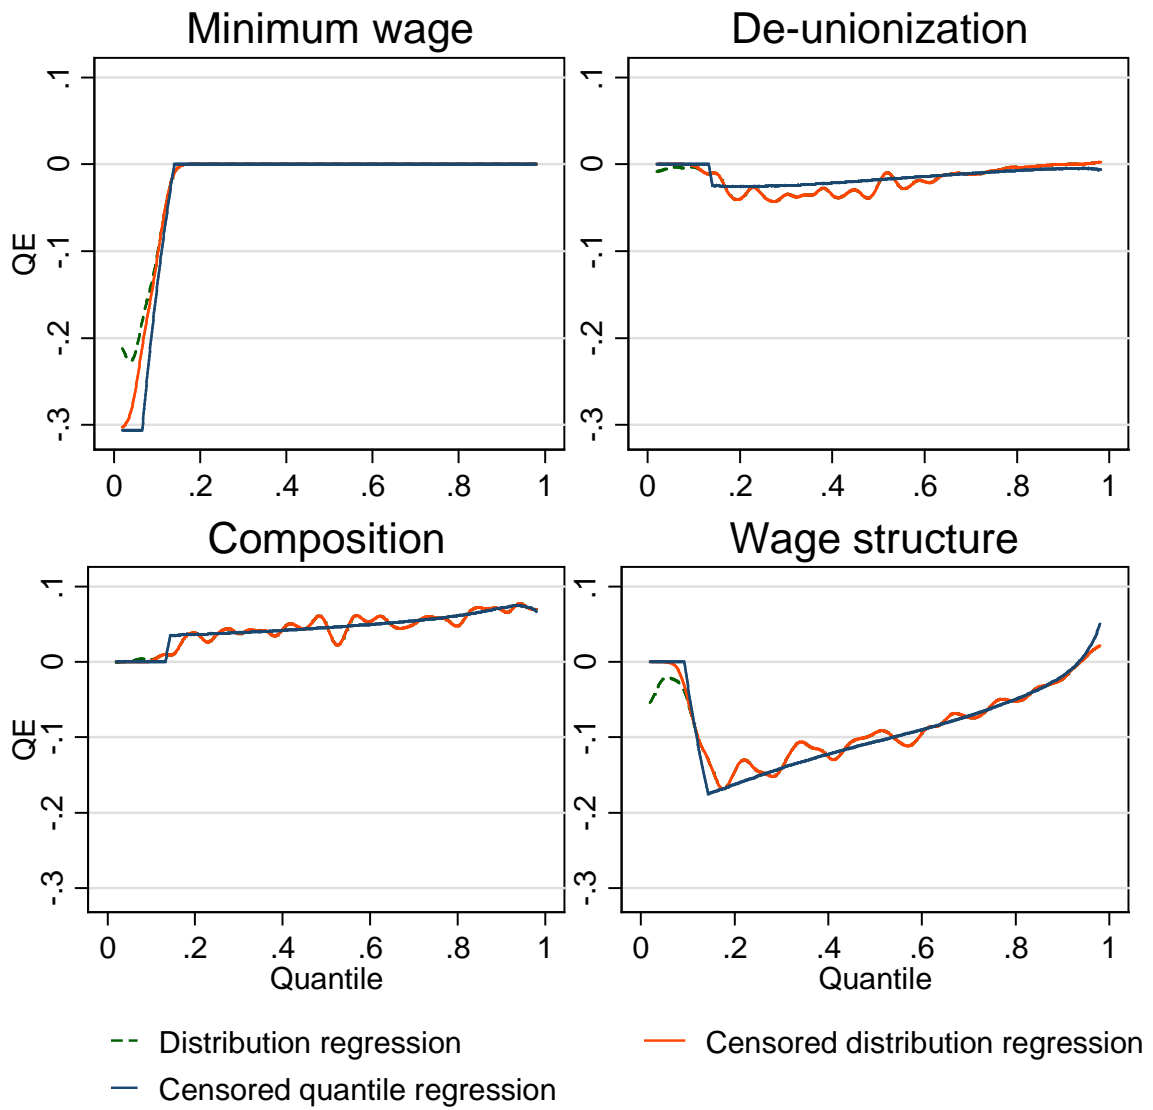 Minimum wage
De-unionization
.1
0
-.1
-.2
-.3
QE
0 .2 .4 .6 .8 1
.1
0
-.1
-.2
-.3
0 .2 .4 .6 .8 1
Composition
Wage structure
.1
0
-.1
-.2
-.3
QE
0 .2 .4 .6 .8 1
Quantile
.1
0
-.1
-.2
-.3
0 .2 .4 .6 .8 1
Quantile
Distribution regression
Censored distribution regression
Censored quantile regression